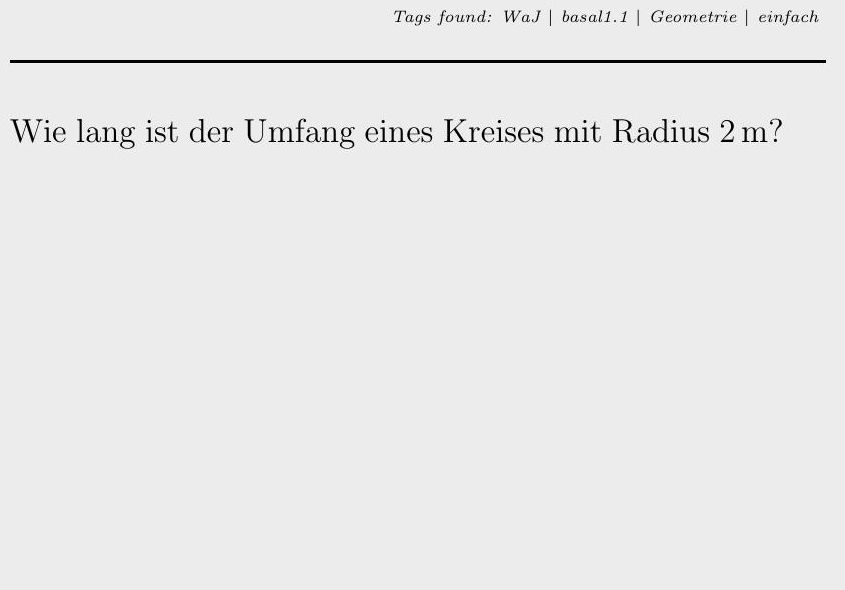 Tags found: WaJ | basal1.1 | Geometrie | einfach
Wie lang ist der Umfang eines Kreises mit Radius 2 m?